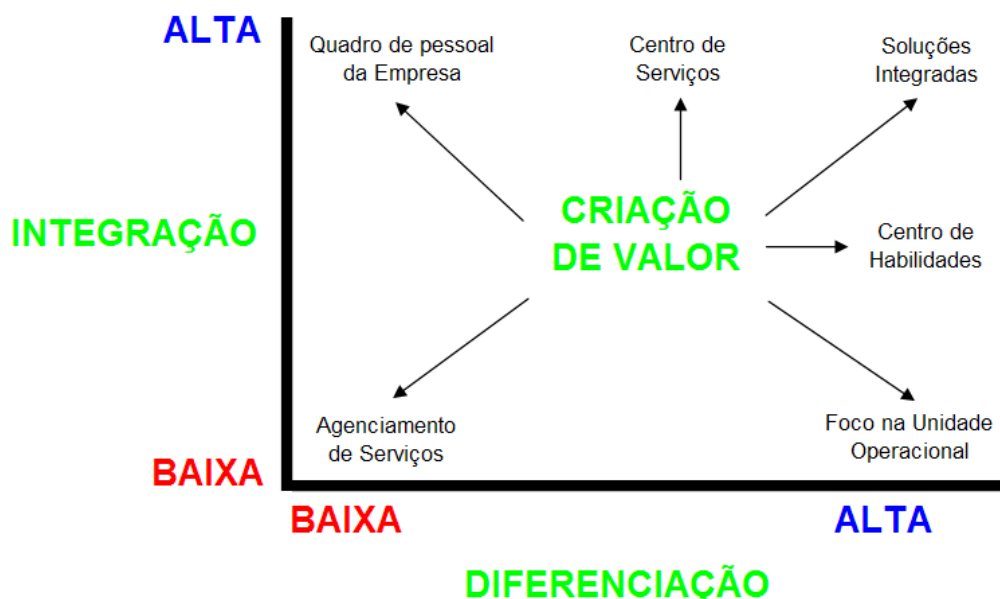 ALTA
Quadro de pessoal
da Empresa
Centro de
Serviços
Soluções
Integradas
INTEGRAÇÃO
CRIAÇÃO
DE VALOR
Centro de
Habilidades
Agenciamento
de Serviços
Foco na Unidade
Operacional
BAIXA
BAIXA
ALTA
DIFERENCIAÇÃO